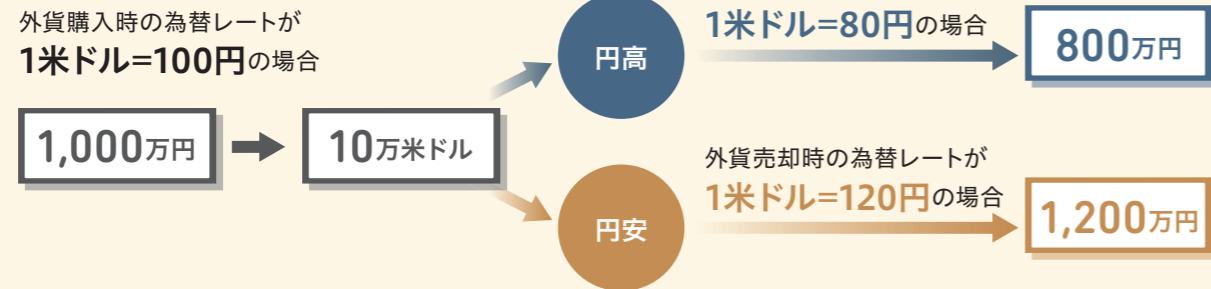 外貨購入時の為替レートが
1米ドル=100円の場合
1,000万円
10万米ドル
円高
1米ドル=80円の場合
800万円
円安
外貨売却時の為替レートが
1米ドル=120円の場合
1,200万円